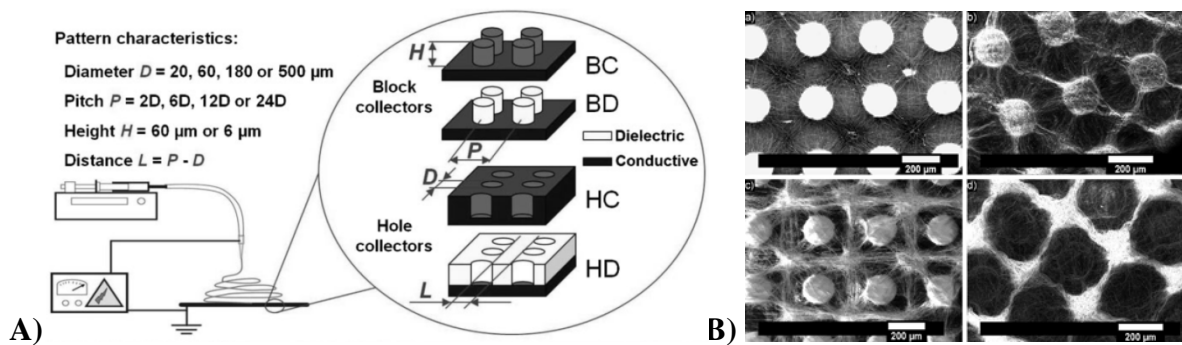 Pattern characteristics:
Diameter D = 20, 60, 180 or 500 µm
Pitch P = 2D, 6D, 12D or 24D
Height H = 60 µm or 6 µm
Distance L = P - D
H
BC
Block
collectors
BD
Dielectric
Conductive
P
D
HC
Hole
collectors
HD
L
A)
B)
a)
200 µm
b)
200 µm
c)
200 µm
d)
200 µm